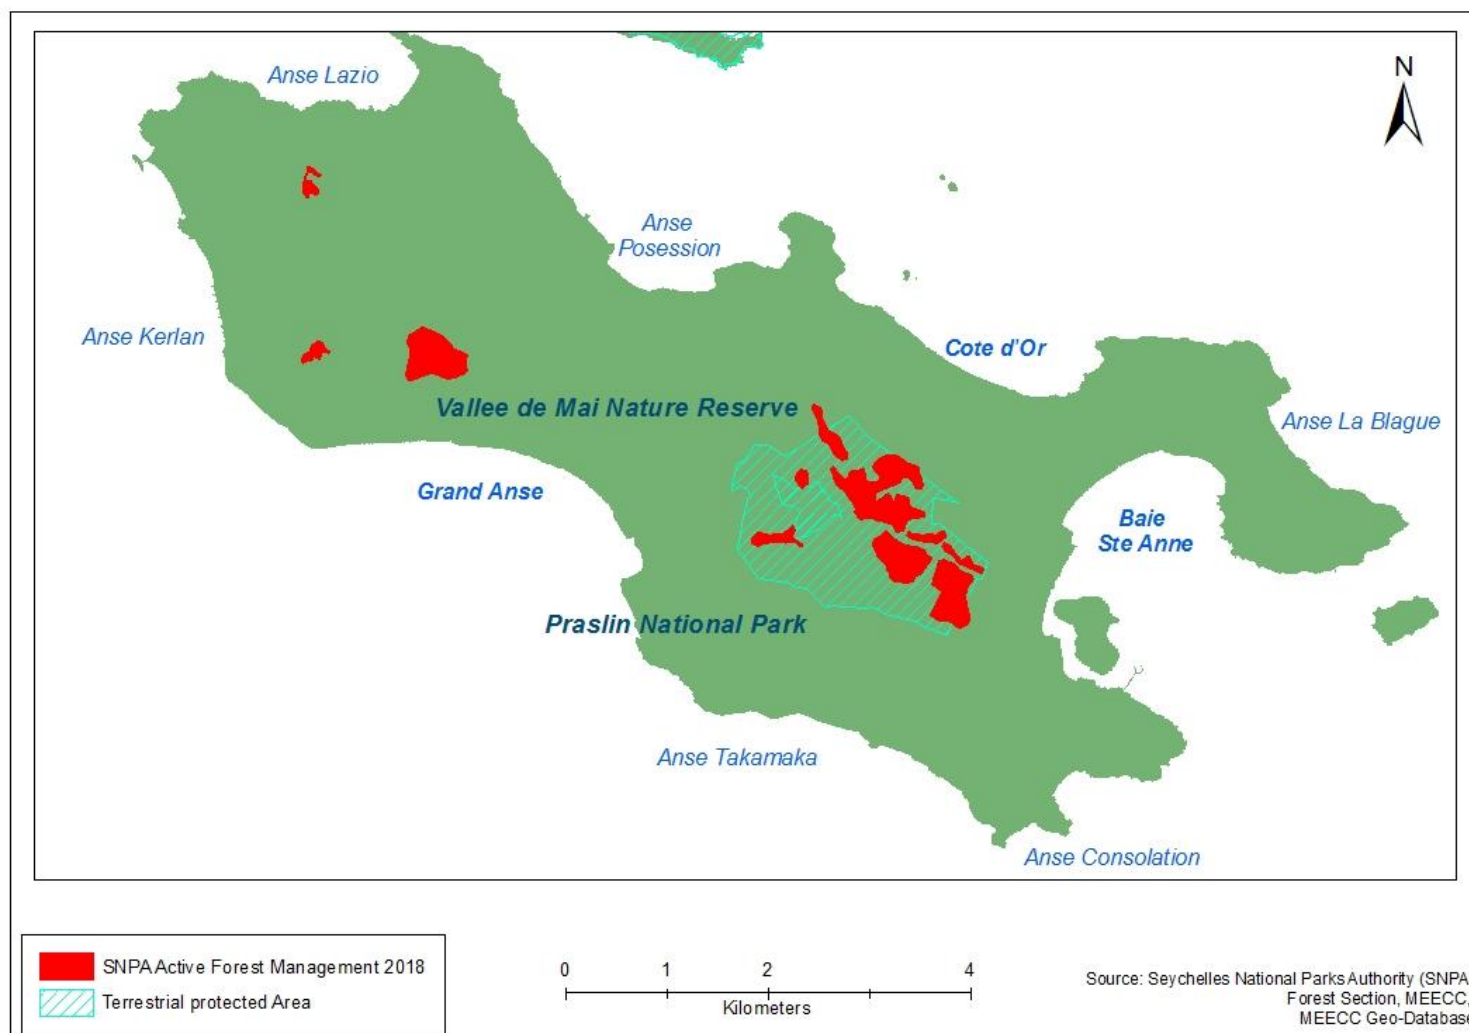 Anse Lazio
N
Anse
Posession
Anse Kerlan
Cote d'Or
Vallee de Mai Nature Reserve
Anse La Blague
Grand Anse
Baie
Ste Anne
Praslin National Park
Anse Takamaka
Anse Consolation
SNPA Active Forest Management 2018
Terrestrial protected Area
0 1 2 4
Kilometers
Source: Seychelles National Parks Authority (SNPA
Forest Section, MEECC,
MEECC Geo-Database